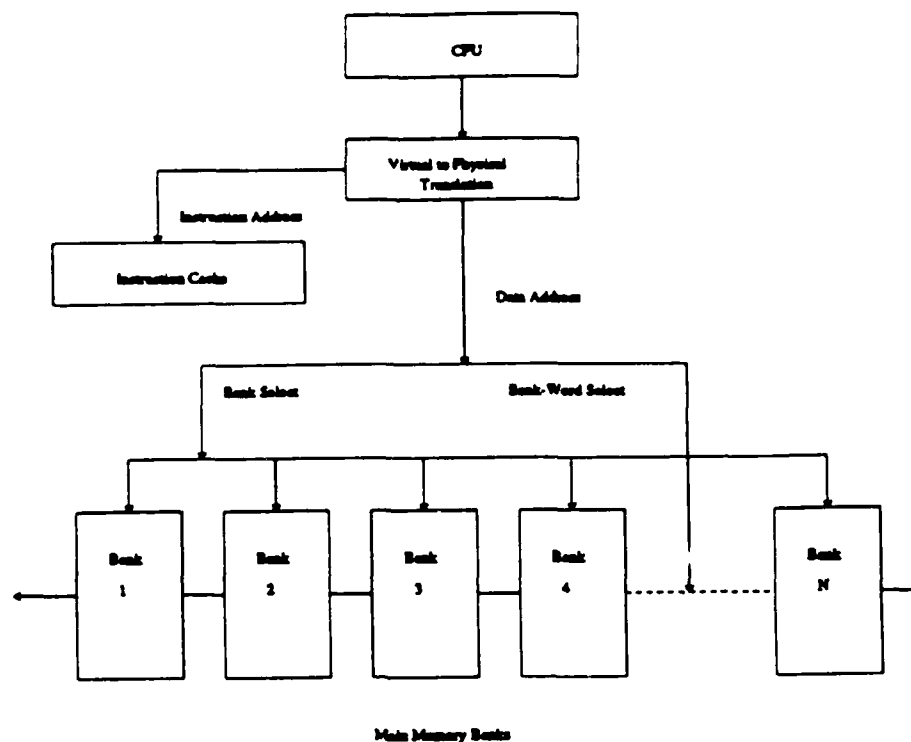 CPU
Virtual to Physical
Translation
Instruction Address
Instruction Cache
Data Address
Bank Select
Bank-Word Select
Bank
1
Bank
2
Bank
3
Bank
4
Bank
N
Main Memory Banks